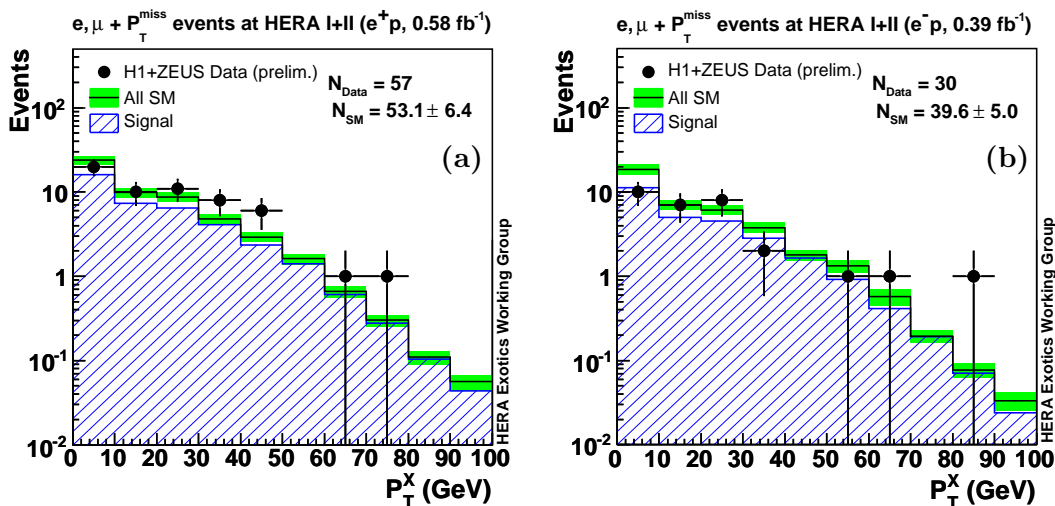 e, μ + P_T^miss events at HERA I+II (e⁺p, 0.58 fb⁻¹)
H1+ZEUS Data (prelim.)
All SM
Signal
N_Data = 57
N_SM = 53.1 ± 6.4
(a)
Events
10²
10
1
10⁻¹
10⁻²
0 10 20 30 40 50 60 70 80 90 100
P_T^X (GeV)
HERA Exotics Working Group
e, μ + P_T^miss events at HERA I+II (e⁻p, 0.39 fb⁻¹)
H1+ZEUS Data (prelim.)
All SM
Signal
N_Data = 30
N_SM = 39.6 ± 5.0
(b)
Events
10²
10
1
10⁻¹
10⁻²
0 10 20 30 40 50 60 70 80 90 100
P_T^X (GeV)
HERA Exotics Working Group